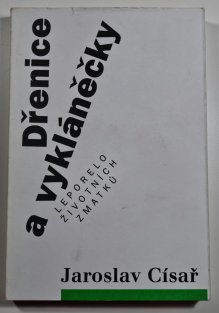 Dřenice
a vykláněčky
LEPORELO
ŽIVOTNÍCH
ZMATKŮ
Jaroslav Císař